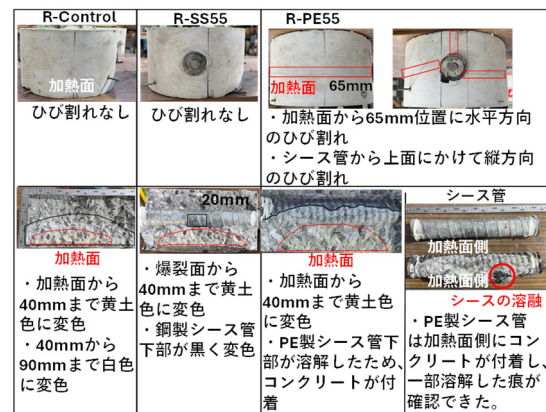 R-Control
R-SS55
R-PE55
加熱面
加熱面
65mm
ひび割れなし
ひび割れなし
・加熱面から65mm位置に水平方向
のひび割れ
・シース管から上面にかけて縦方向
のひび割れ
20mm
シース管
加熱面側
加熱面側
加熱面
加熱面
シースの溶融
・加熱面から
40mmまで黄土
色に変色
・40mmから
90mmまで白色
に変色
・爆裂面から
40mmまで黄土
色に変色
・鋼製シース管
下部が黒く変色
・加熱面から
40mmまで黄土色
に変色
・PE製シース管下
部が溶解したため、
コンクリートが付
着
・PE製シース管
は加熱面側にコン
クリートが付着し、
一部溶解した痕が
確認できた。